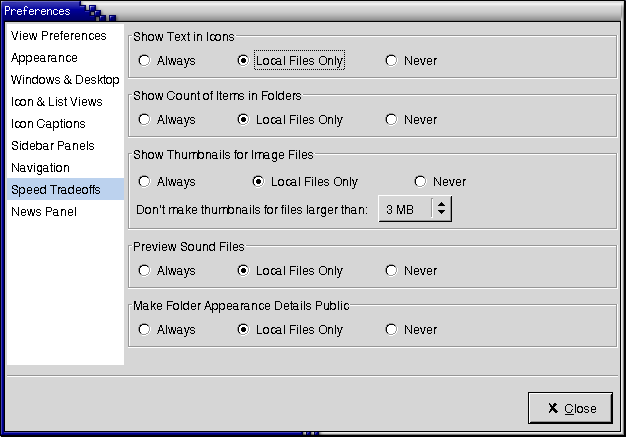 Preferences
View Preferences
Appearance
Windows & Desktop
Icon & List Views
Icon Captions
Sidebar Panels
Navigation
Speed Tradeoffs
News Panel
Show Text in Icons
Always Local Files Only Never
Show Count of Items in Folders
Always Local Files Only Never
Show Thumbnails for Image Files
Always Local Files Only Never
Don't make thumbnails for files larger than: 3 MB
Preview Sound Files
Always Local Files Only Never
Make Folder Appearance Details Public
Always Local Files Only Never
Close